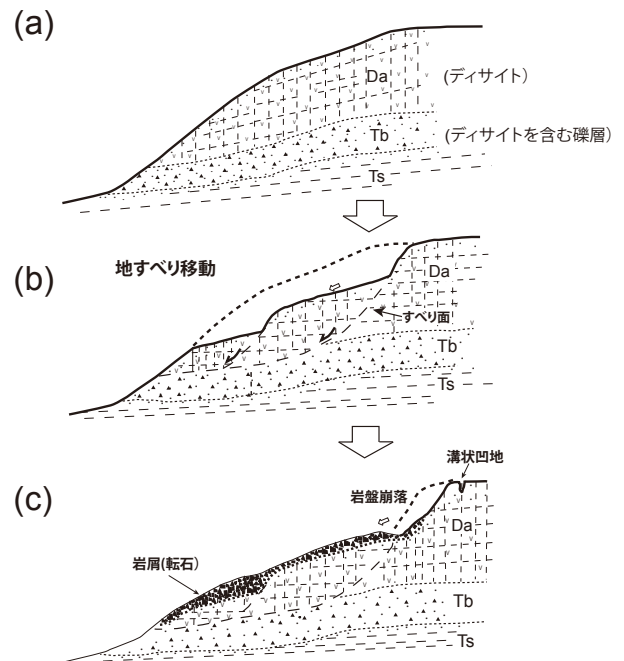 (a)
Da (ディサイト)
Tb (ディサイトを含む礫層)
Ts
(b)
地すべり移動
Da
すべり面
Tb
Ts
(c)
溝状凹地
岩盤崩落
Da
岩屑(転石)
Tb
Ts